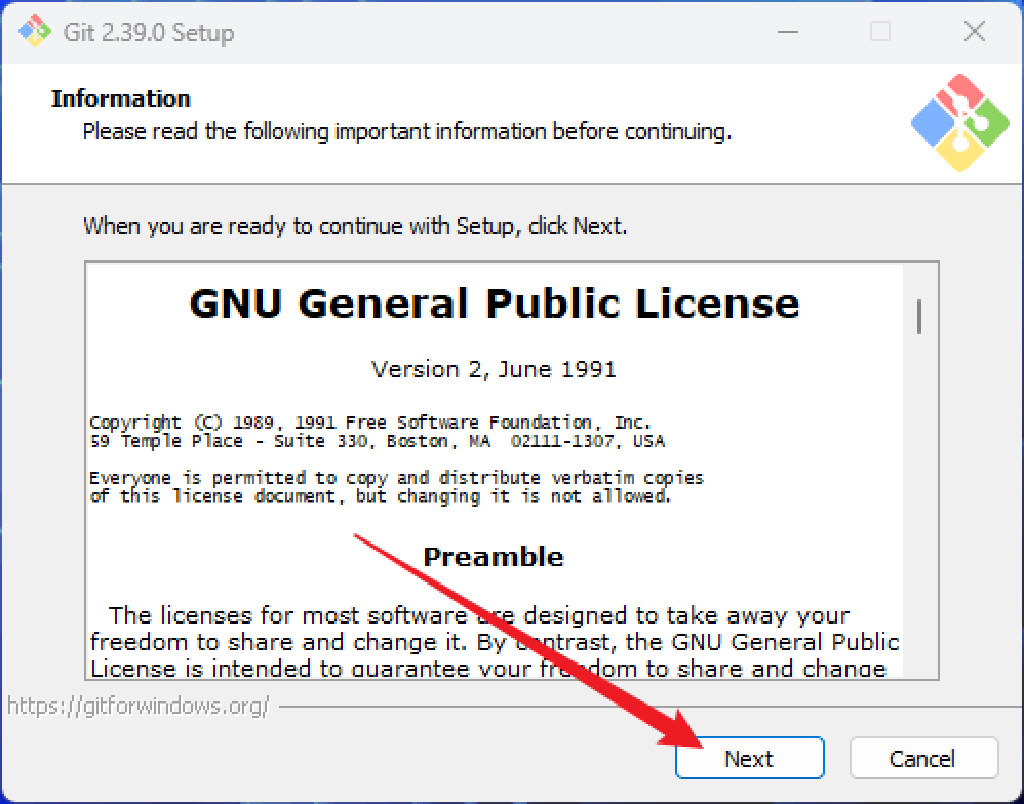 Git 2.39.0 Setup
Information
Please read the following important information before continuing.
When you are ready to continue with Setup, click Next.
GNU General Public License
Version 2, June 1991
Copyright (C) 1989, 1991 Free Software Foundation, Inc.
59 Temple Place - Suite 330, Boston, MA  02111-1307, USA
Everyone is permitted to copy and distribute verbatim copies
of this license document, but changing it is not allowed.
Preamble
The licenses for most software are designed to take away your
freedom to share and change it. By contrast, the GNU General Public
License is intended to guarantee your freedom to share and change
https://gitforwindows.org/
Next
Cancel